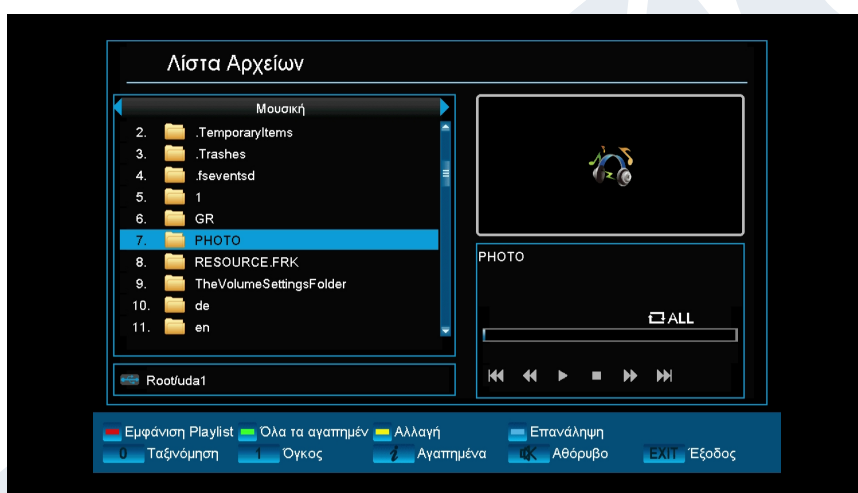 Λίστα Αρχείων
Μουσική
2. .TemporaryItems
3. .Trashes
4. .fseventsd
5. 1
6. GR
7. PHOTO
8. RESOURCE.FRK
9. TheVolumeSettingsFolder
10. de
11. en
PHOTO
ALL
Root/uda1
Εμφάνιση Playlist Όλα τα αγαπημέν Αλλαγή Επανάληψη
0 Ταξινόμηση 1 Όγκος i Αγαπημένα Αθόρυβο EXIT Έξοδος